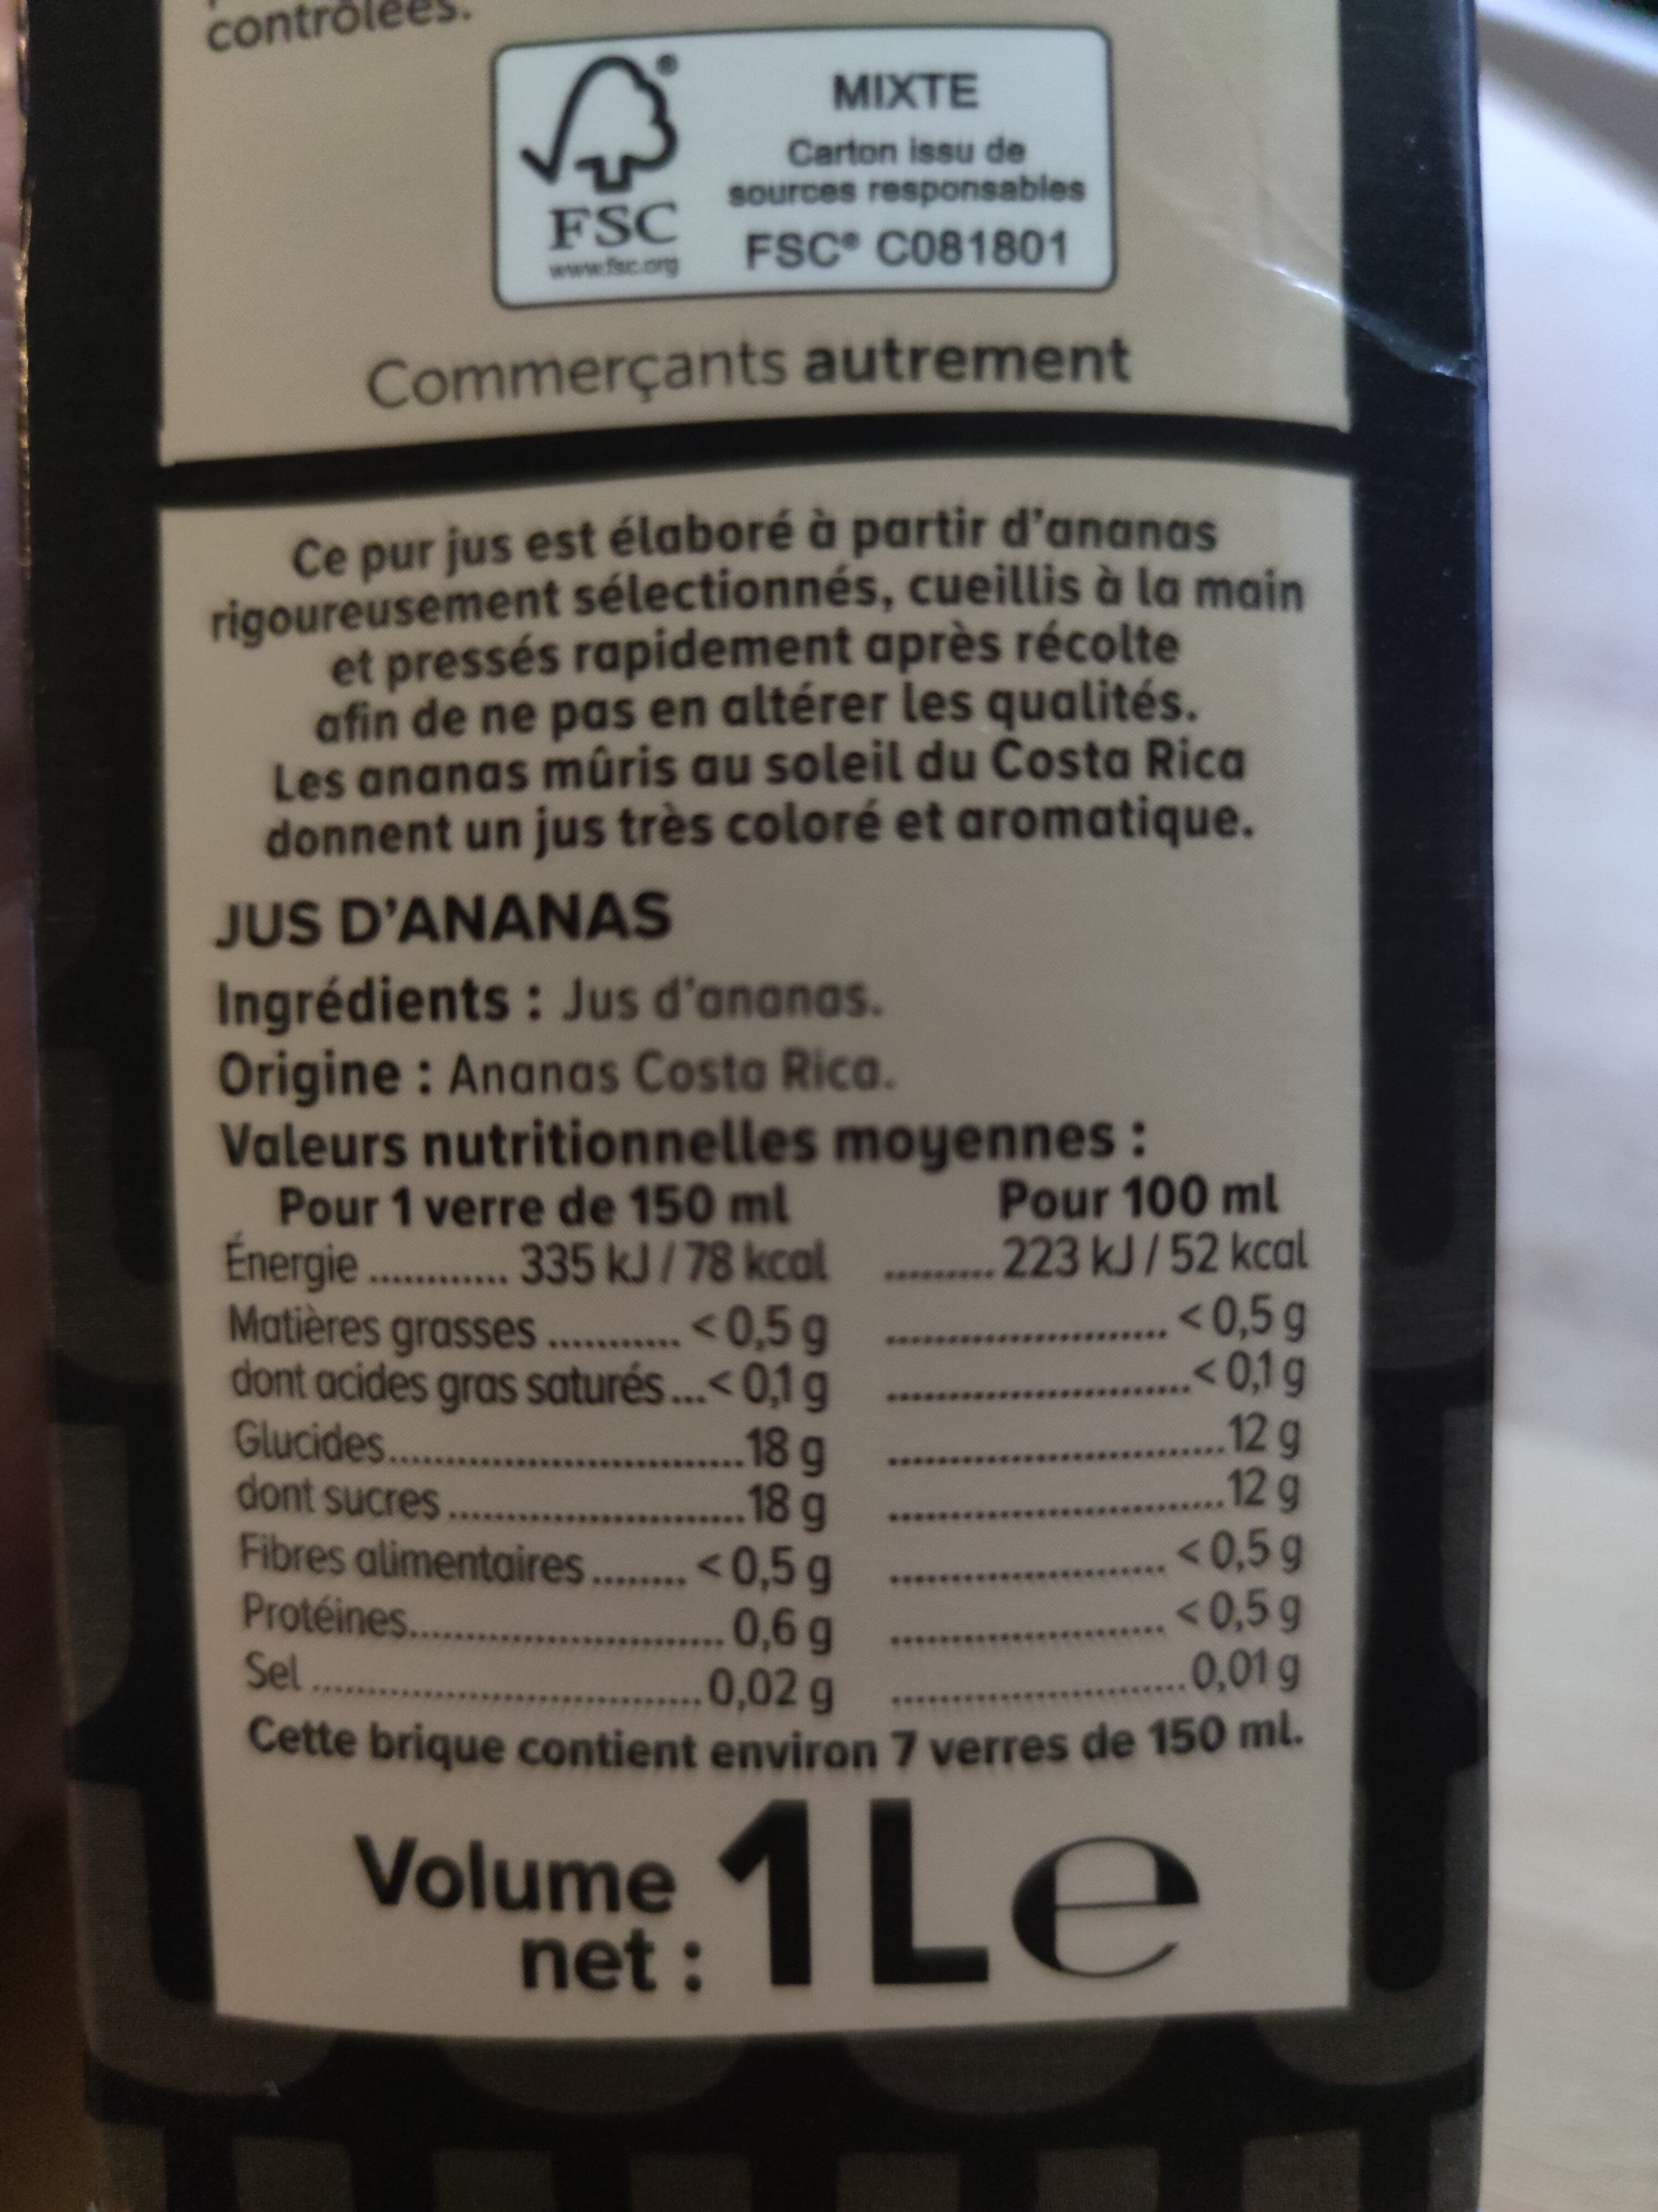 contrôlées.
MIXTE
Carton issu de
sources responsables
FSC® C081801
®
FSC
www.fsc.org
Commerçants autrement
Ce pur jus est élaboré à partir d'ananas
rigoureusement sélectionnés, cueillis à la main
et pressés rapidement après récolte
afin de ne pas en altérer les qualités.
Les ananas mûris au soleil du Costa Rica
donnent un jus très coloré et aromatique.
JUS D'ANANAS
Ingrédients : Jus d'ananas.
Origine : Ananas Costa Rica.
Valeurs nutritionnelles moyennes :
Pour 1 verre de 150 ml Pour 100 ml
Énergie ............. 335 kJ / 78 kcal .......... 223 kJ / 52 kcal
Matières grasses ............ < 0,5 g .......................... < 0,5 g
dont acides gras saturés ...< 0,1 g ............................< 0,1 g
Glucides.................................18 g ...............................12 g
dont sucres ...........................18 g ...............................12 g
Fibres alimentaires ......... < 0,5 g .......................... < 0,5 g
Protéines............................. 0,6 g .......................... < 0,5 g
Sel ....................................0,02 g ...........................0,01 g
Cette brique contient environ 7 verres de 150 ml.
Volume net : 1 L e